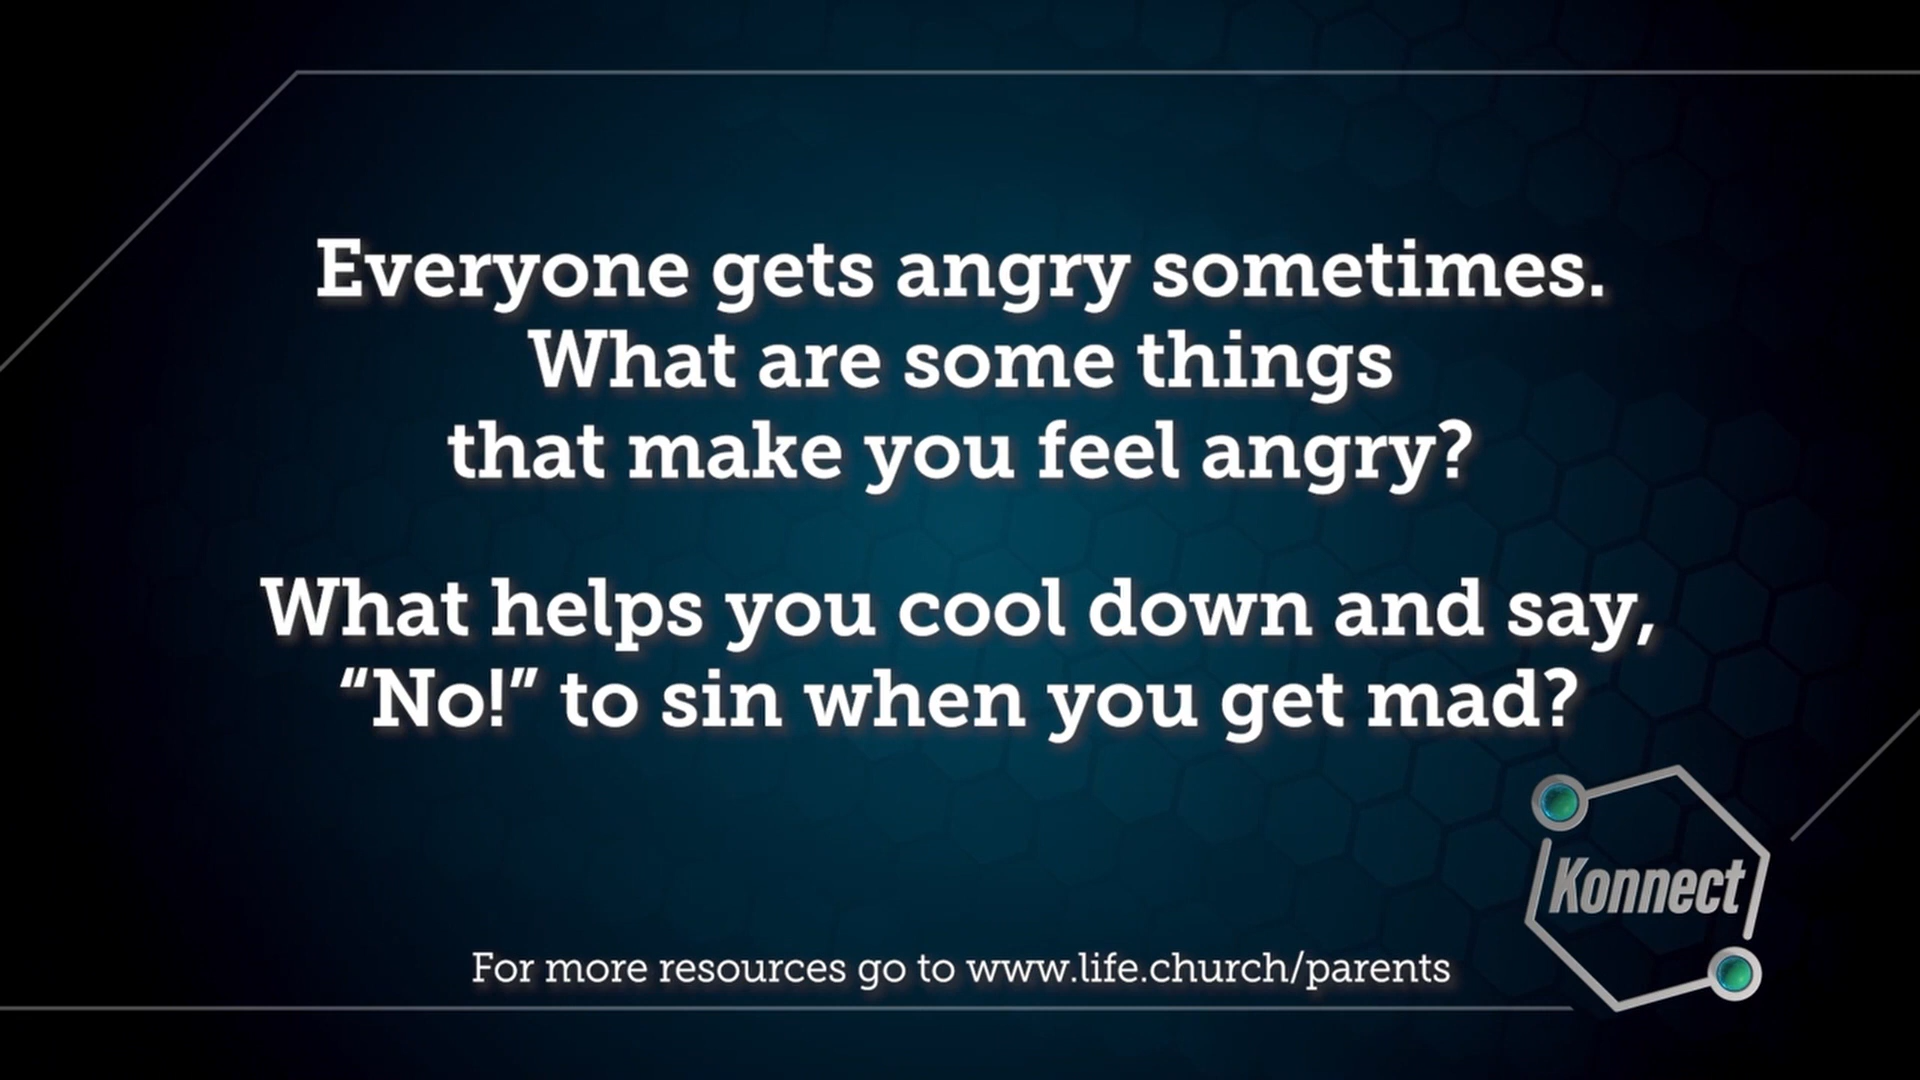 Everyone gets angry sometimes.
What are some things
that make you feel angry?
What helps you cool down and say,
“No!” to sin when you get mad?
Konnect
For more resources go to www.life.church/parents